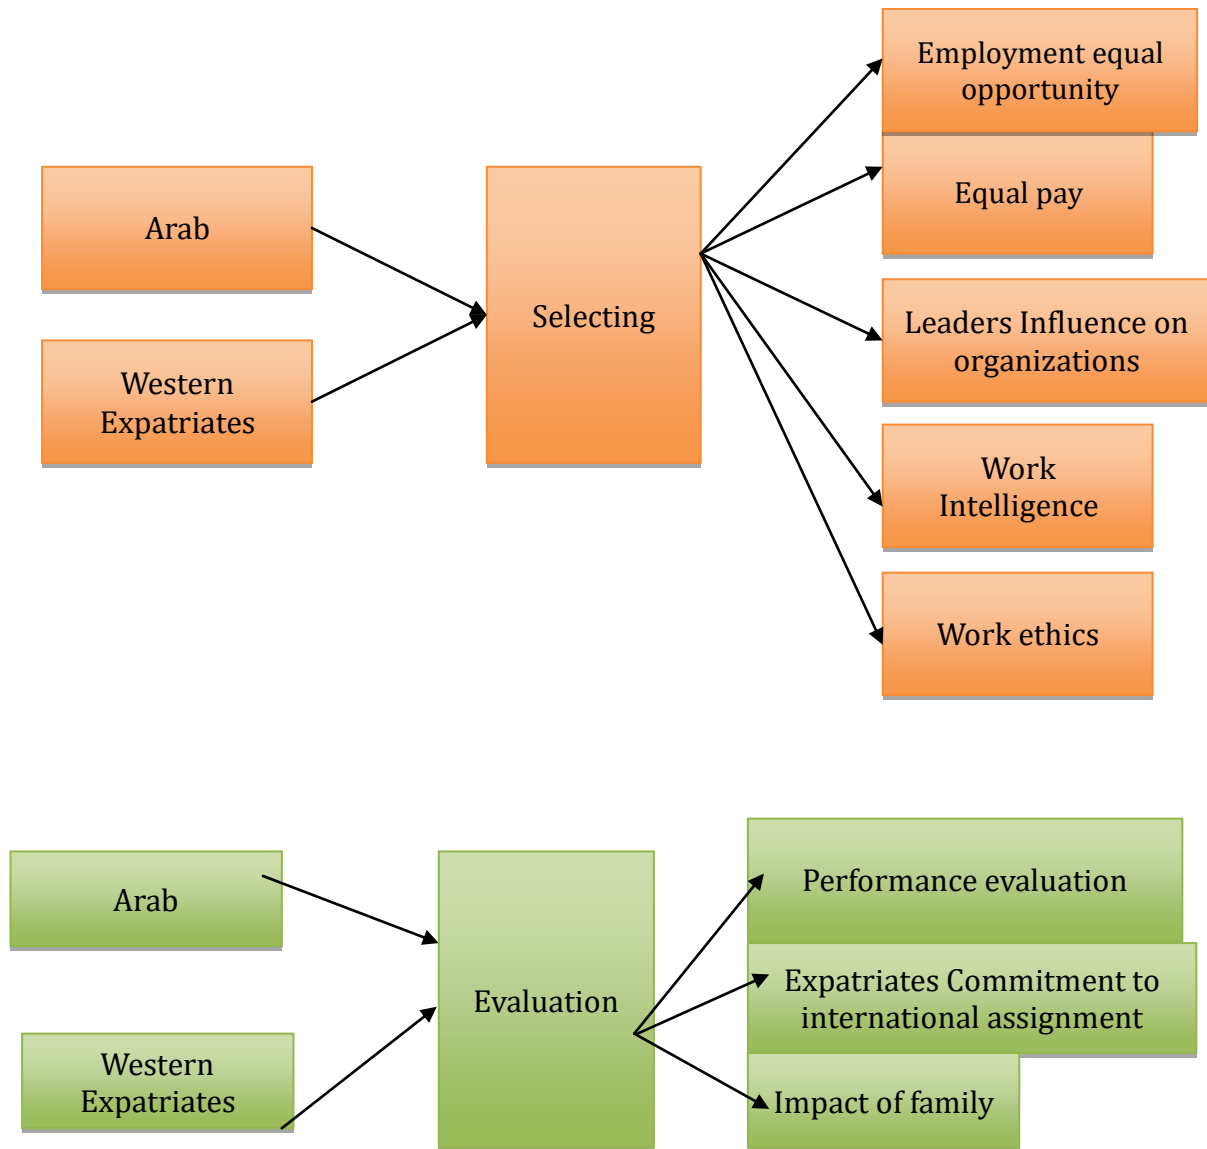 Arab
Western
Expatriates
Selecting
Employment equal
opportunity
Equal pay
Leaders Influence on
organizations
Work
Intelligence
Work ethics
Arab
Western
Expatriates
Evaluation
Performance evaluation
Expatriates Commitment to
international assignment
Impact of family